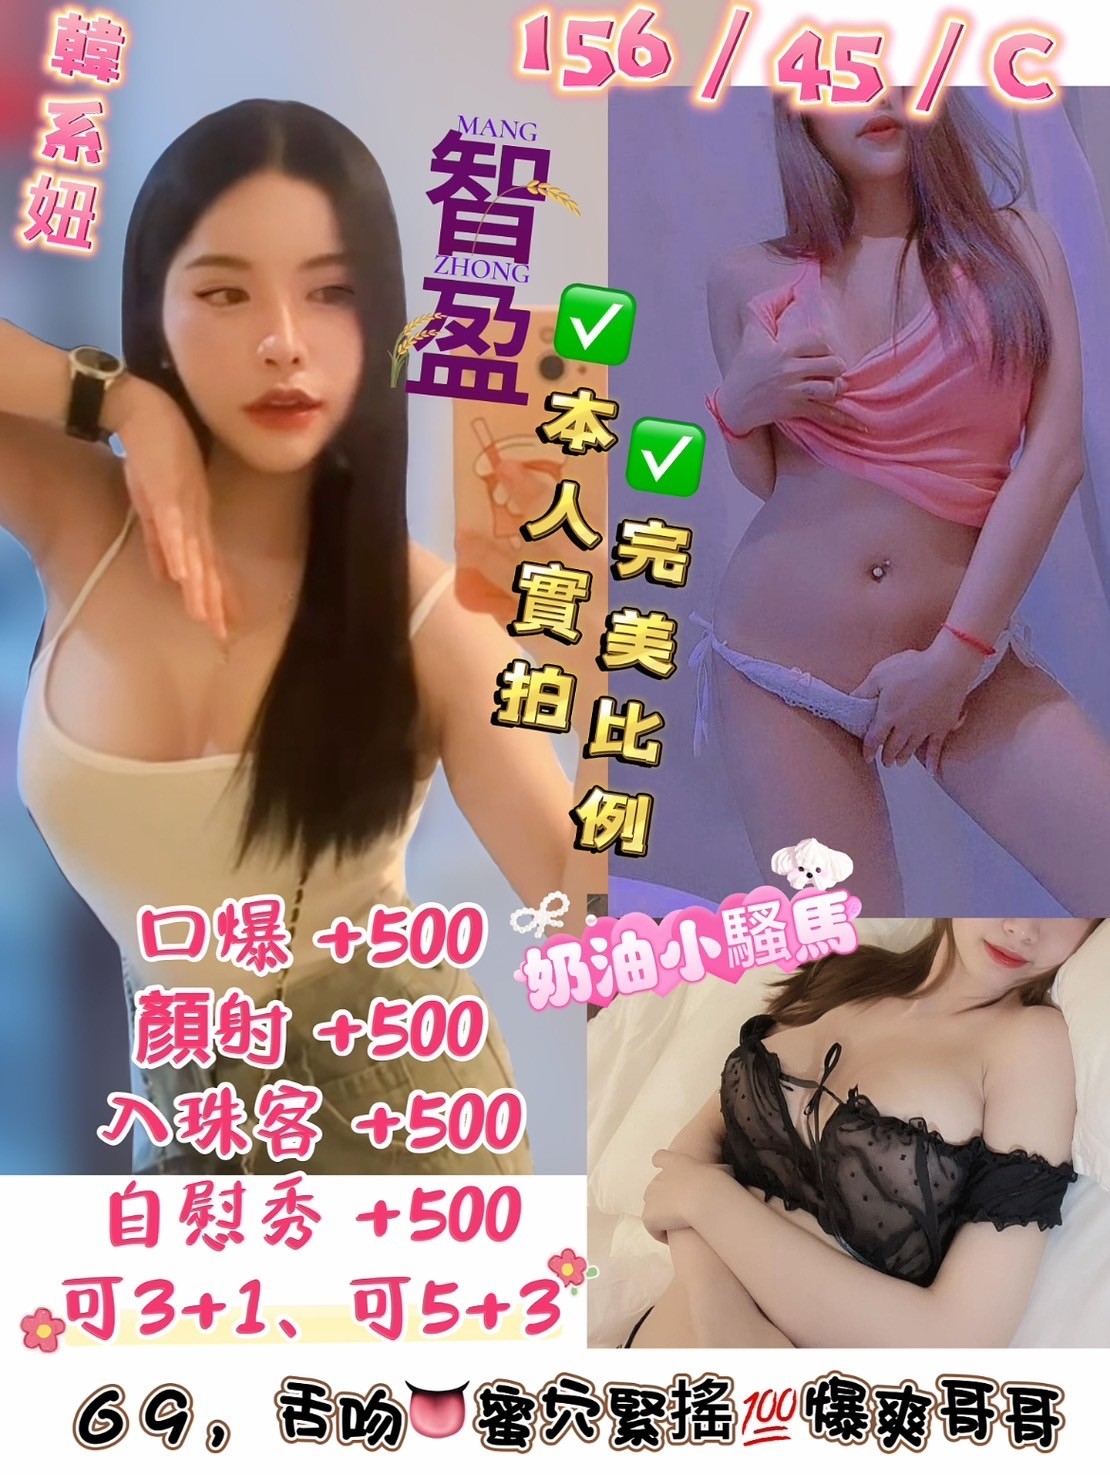 韓系妞
156 / 45 / C
MANG
智
ZHONG
盈
✅本人實拍
✅完美比例
口爆 +500
顏射 +500
入珠客 +500
自慰秀 +500
可3+1、可5+3
奶油小騷馬
69，舌吻👅蜜穴緊搖💯爆爽哥哥